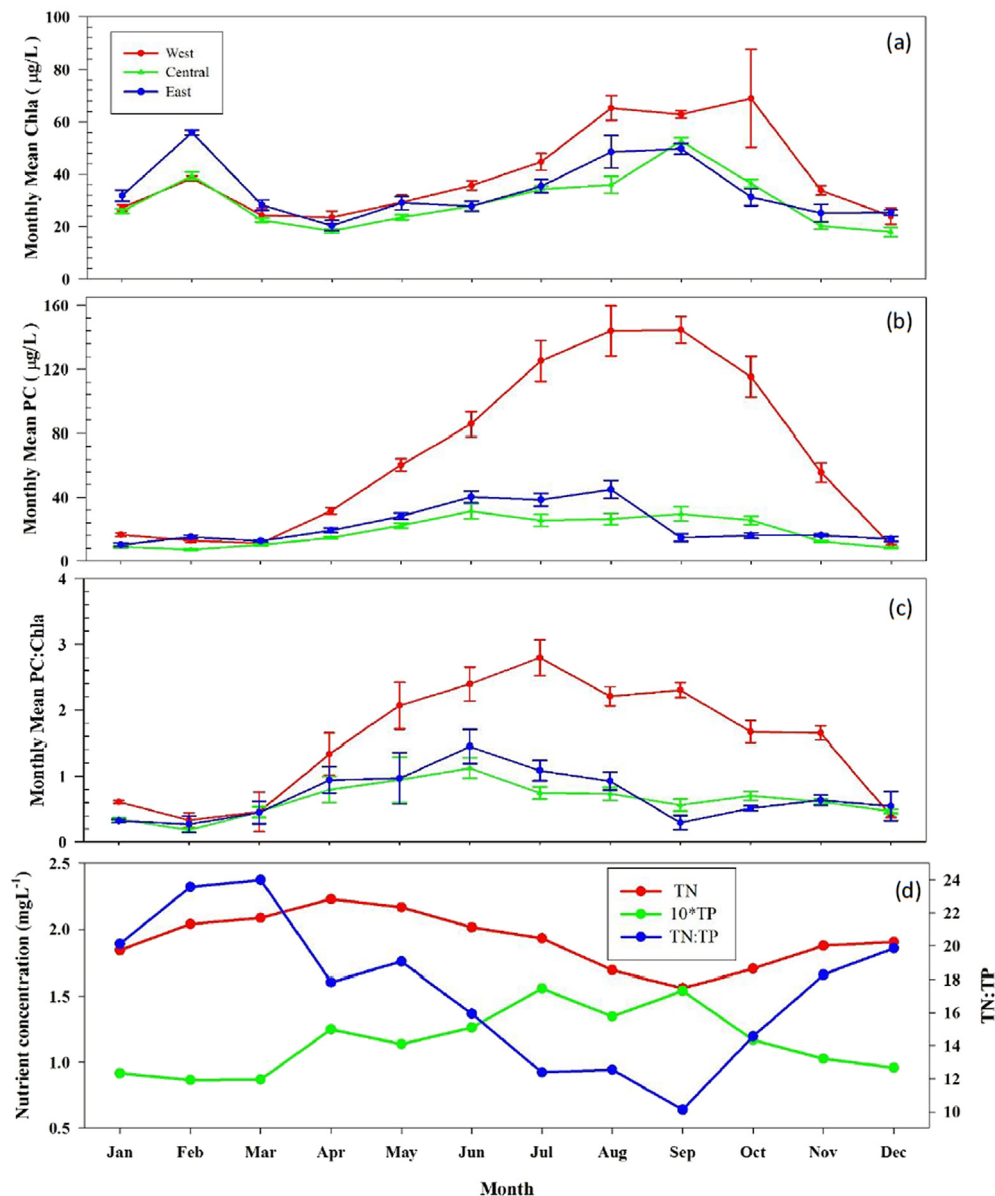 Monthly Mean Chla ( µg/L )
100
80
60
40
20
0
West
Central
East
(a)
Monthly Mean PC ( µg/L )
160
120
80
40
0
(b)
Monthly Mean PC:Chla
4
3
2
1
0
(c)
Nutrient concentration (mgL-1)
2.5
2.0
1.5
1.0
0.5
TN
10*TP
TN:TP
(d)
24
22
20
18
16
14
12
10
TN:TP
Jan Feb Mar Apr May Jun Jul Aug Sep Oct Nov Dec
Month